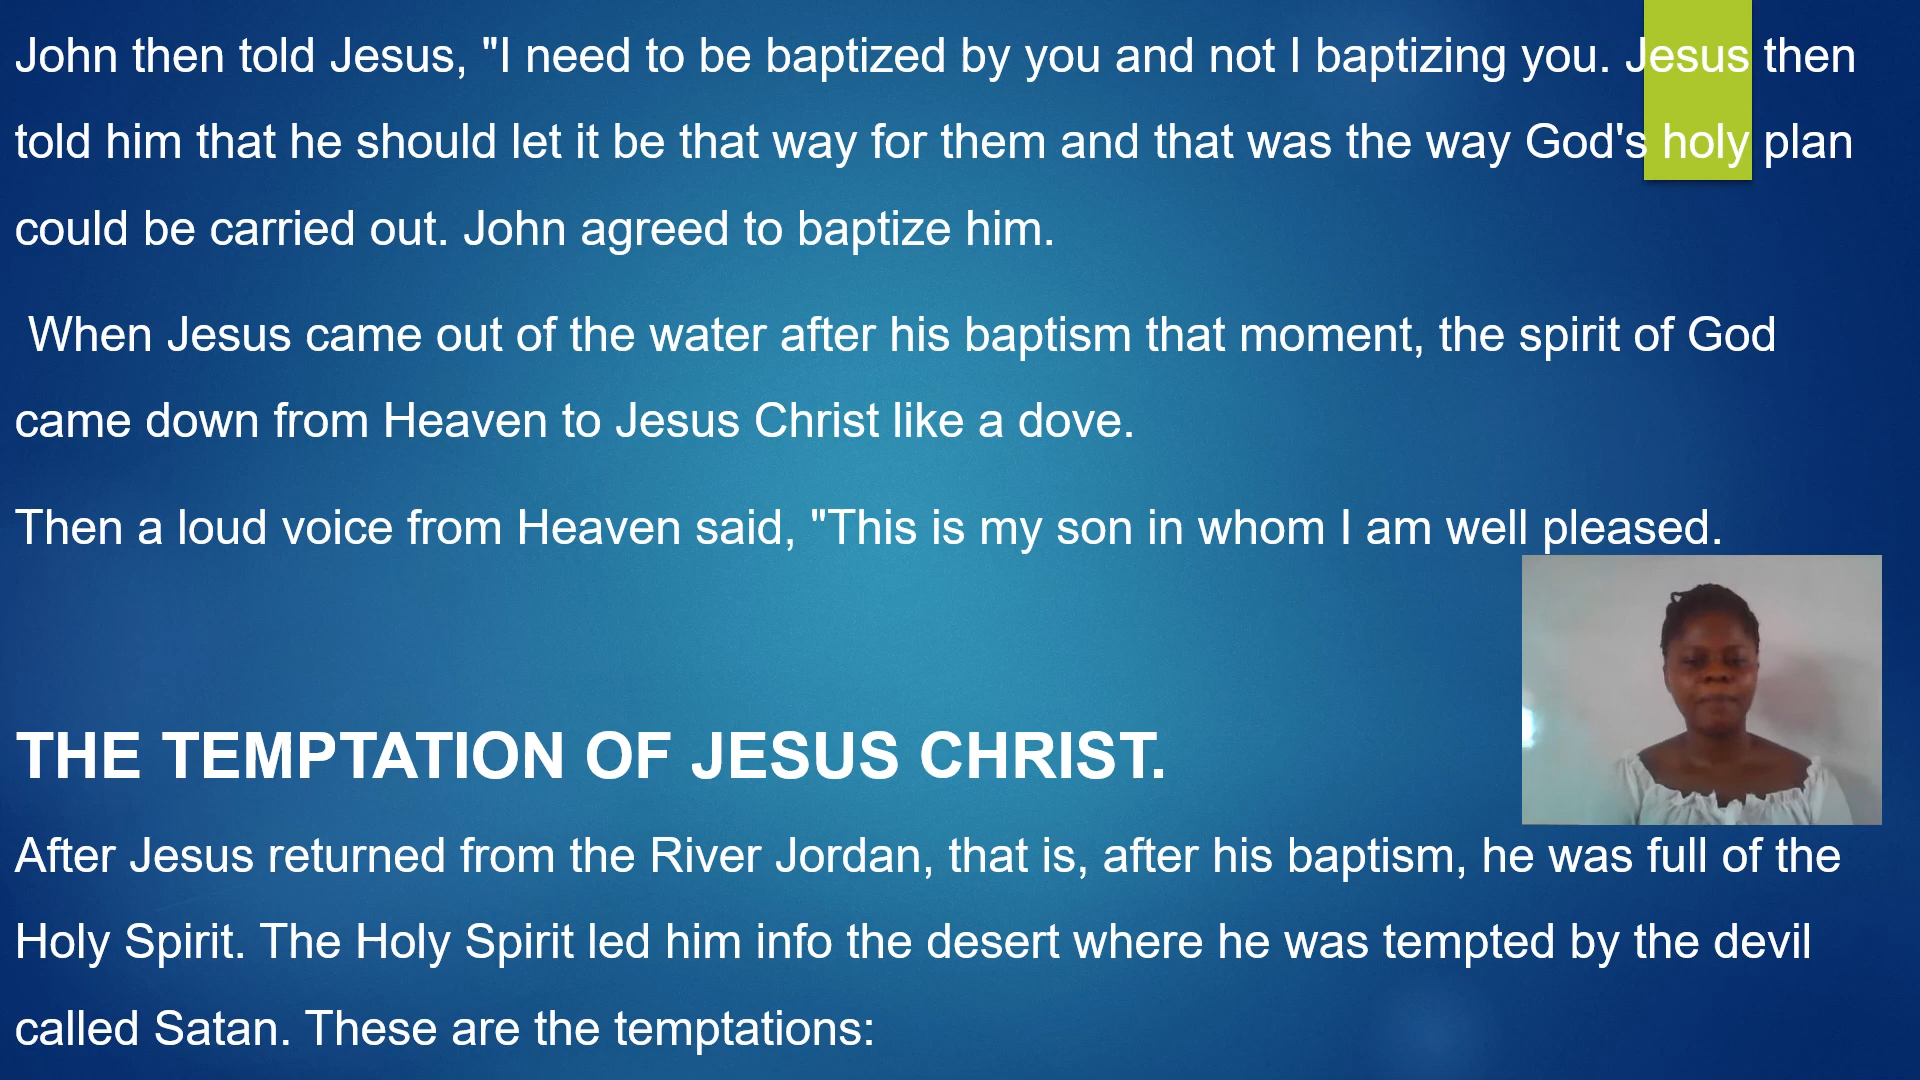 John then told Jesus, "I need to be baptized by you and not I baptizing you. Jesus then
told him that he should let it be that way for them and that was the way God's holy plan
could be carried out. John agreed to baptize him.
When Jesus came out of the water after his baptism that moment, the spirit of God
came down from Heaven to Jesus Christ like a dove.
Then a loud voice from Heaven said, "This is my son in whom I am well pleased.
THE TEMPTATION OF JESUS CHRIST.
After Jesus returned from the River Jordan, that is, after his baptism, he was full of the
Holy Spirit. The Holy Spirit led him info the desert where he was tempted by the devil
called Satan. These are the temptations: